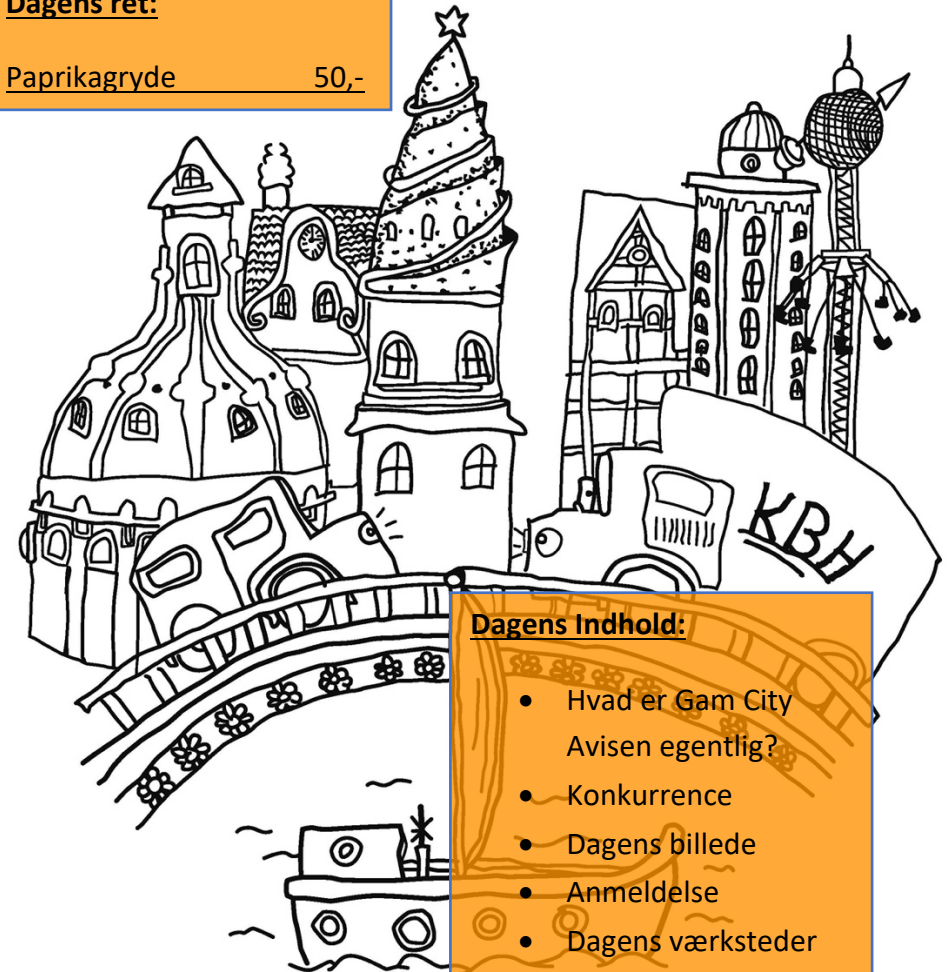 Dagens ret:
Paprikagryde 50,-
KBH
Dagens Indhold:
• Hvad er Gam City
Avisen egentlig?
• Konkurrence
• Dagens billede
• Anmeldelse
• Dagens værksteder